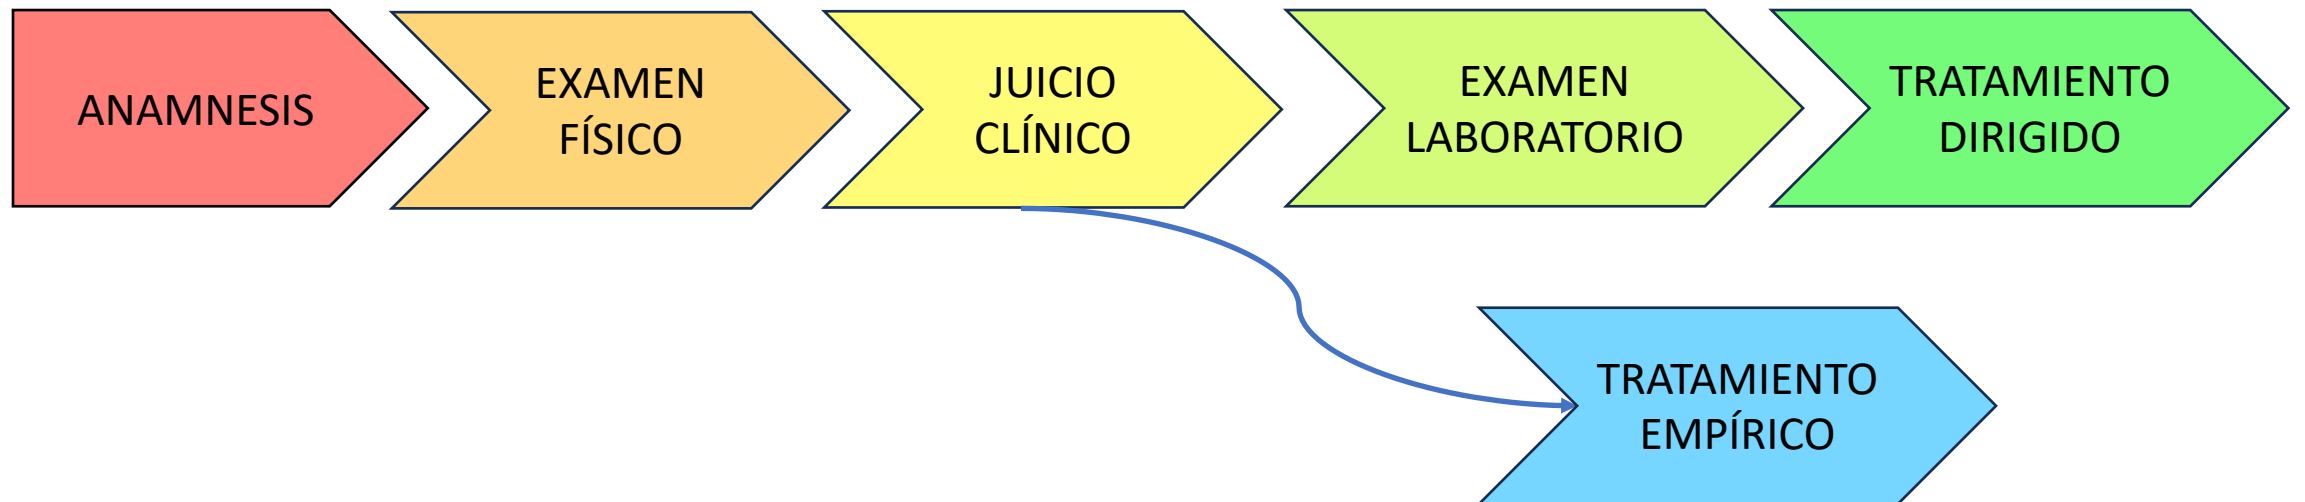 ANAMNESIS
EXAMEN
FÍSICO
JUICIO
CLÍNICO
EXAMEN
LABORATORIO
TRATAMIENTO
DIRIGIDO
TRATAMIENTO
EMPÍRICO